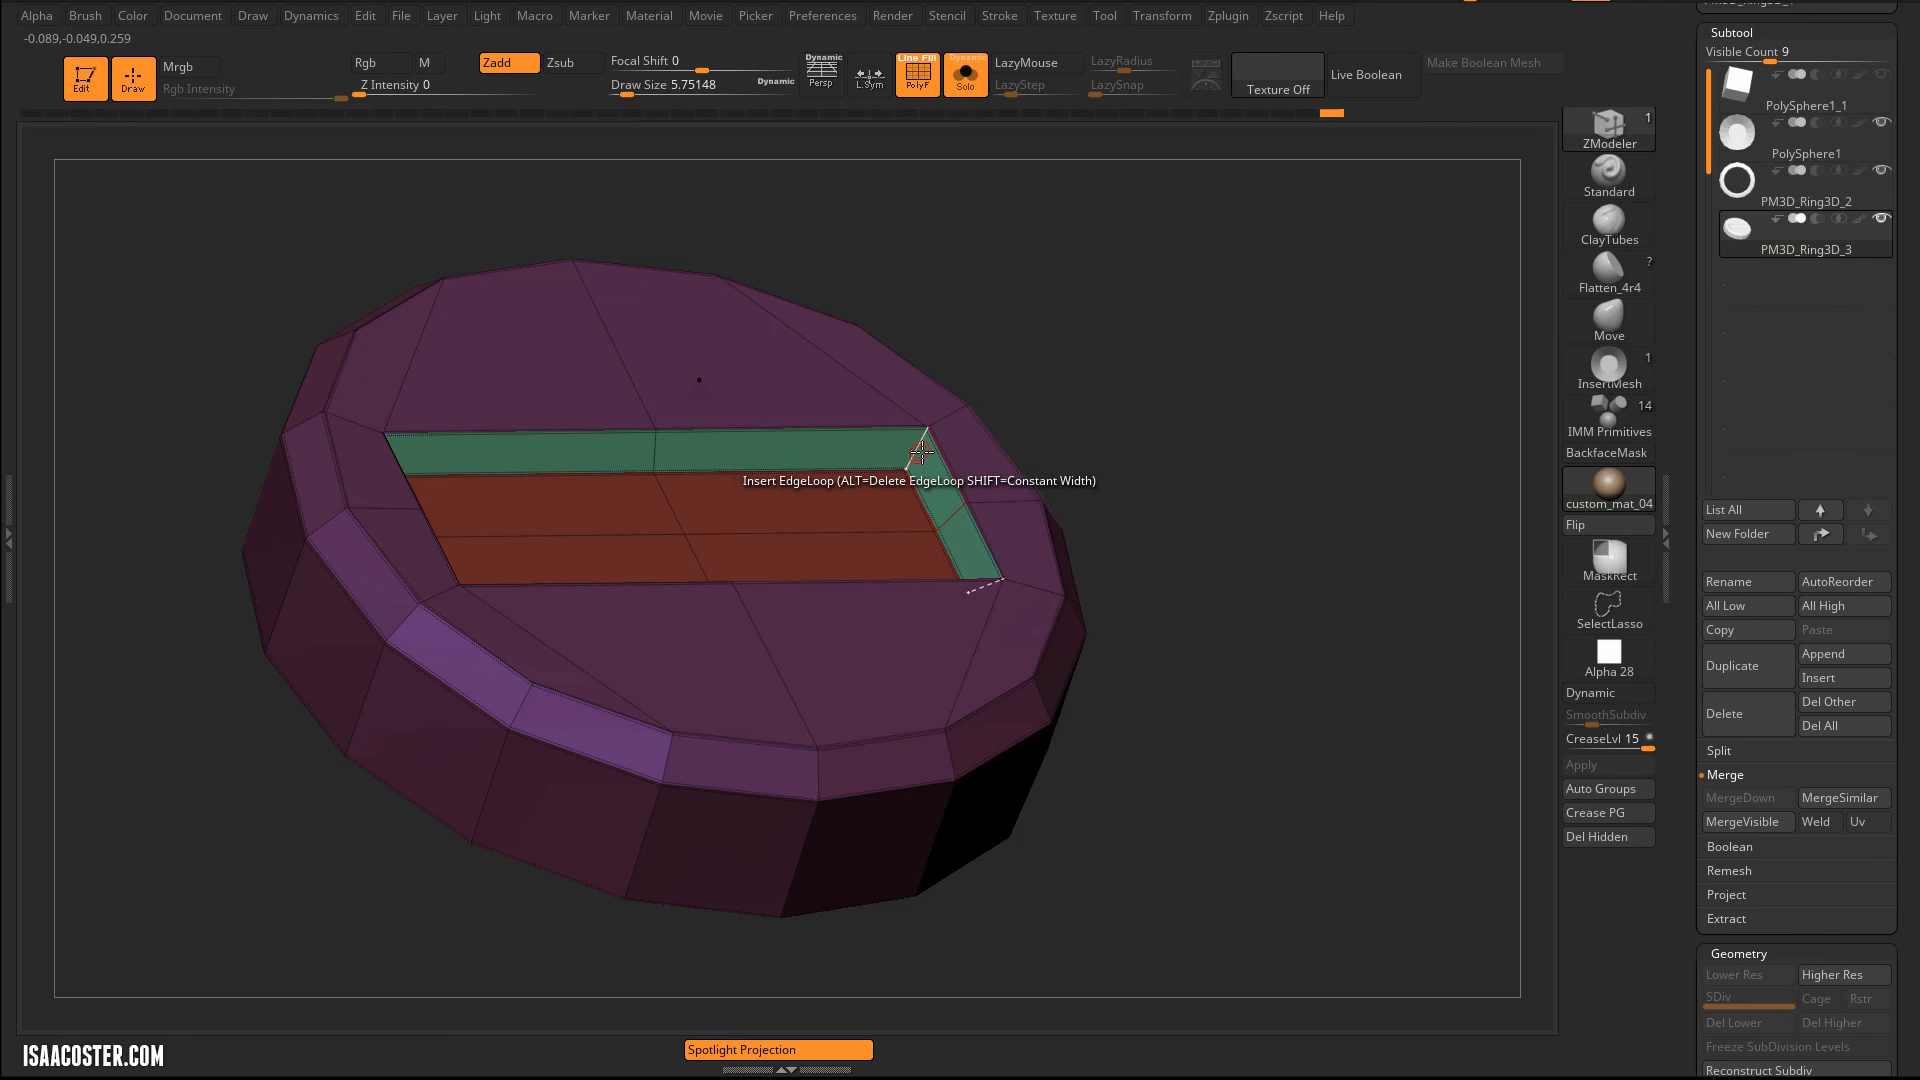 Alpha Brush Color Document Draw Dynamics Edit File Layer Light Macro Marker Material Movie Picker Preferences Render Stencil Stroke Texture Tool Transform Zplugin Zscript Help
-0.089,-0.049,0.259
Edit
Draw
Mrgb
Rgb Intensity
Rgb M
Z Intensity 0
Zadd Zsub
Focal Shift 0
Draw Size 5.75148
Dynamic
Dynamic
Persp
L.Sym
Line Fill
PolyF
Dynamic
Solo
LazyMouse
LazyStep
LazyRadius
LazySnap
Texture Off
Live Boolean
Make Boolean Mesh
Insert EdgeLoop (ALT=Delete EdgeLoop SHIFT=Constant Width)
1
ZModeler
Standard
ClayTubes
?
Flatten_4r4
Move
1
InsertMesh
14
IMM Primitives
BackfaceMask
custom_mat_04
Flip
MaskRect
SelectLasso
Alpha 28
Dynamic
SmoothSubdiv
CreaseLvl 15
Apply
Auto Groups
Crease PG
Del Hidden
Subtool
Visible Count 9
PolySphere1_1
PolySphere1
PM3D_Ring3D_2
PM3D_Ring3D_3
List All
New Folder
Rename AutoReorder
All Low All High
Copy Paste
Duplicate
Append
Insert
Delete
Del Other
Del All
Split
Merge
MergeDown MergeSimilar
MergeVisible Weld Uv
Boolean
Remesh
Project
Extract
Geometry
Lower Res Higher Res
SDiv Cage Rstr
Del Lower Del Higher
Freeze SubDivision Levels
Reconstruct Subdiv
ISAACOSTER.COM
Spotlight Projection